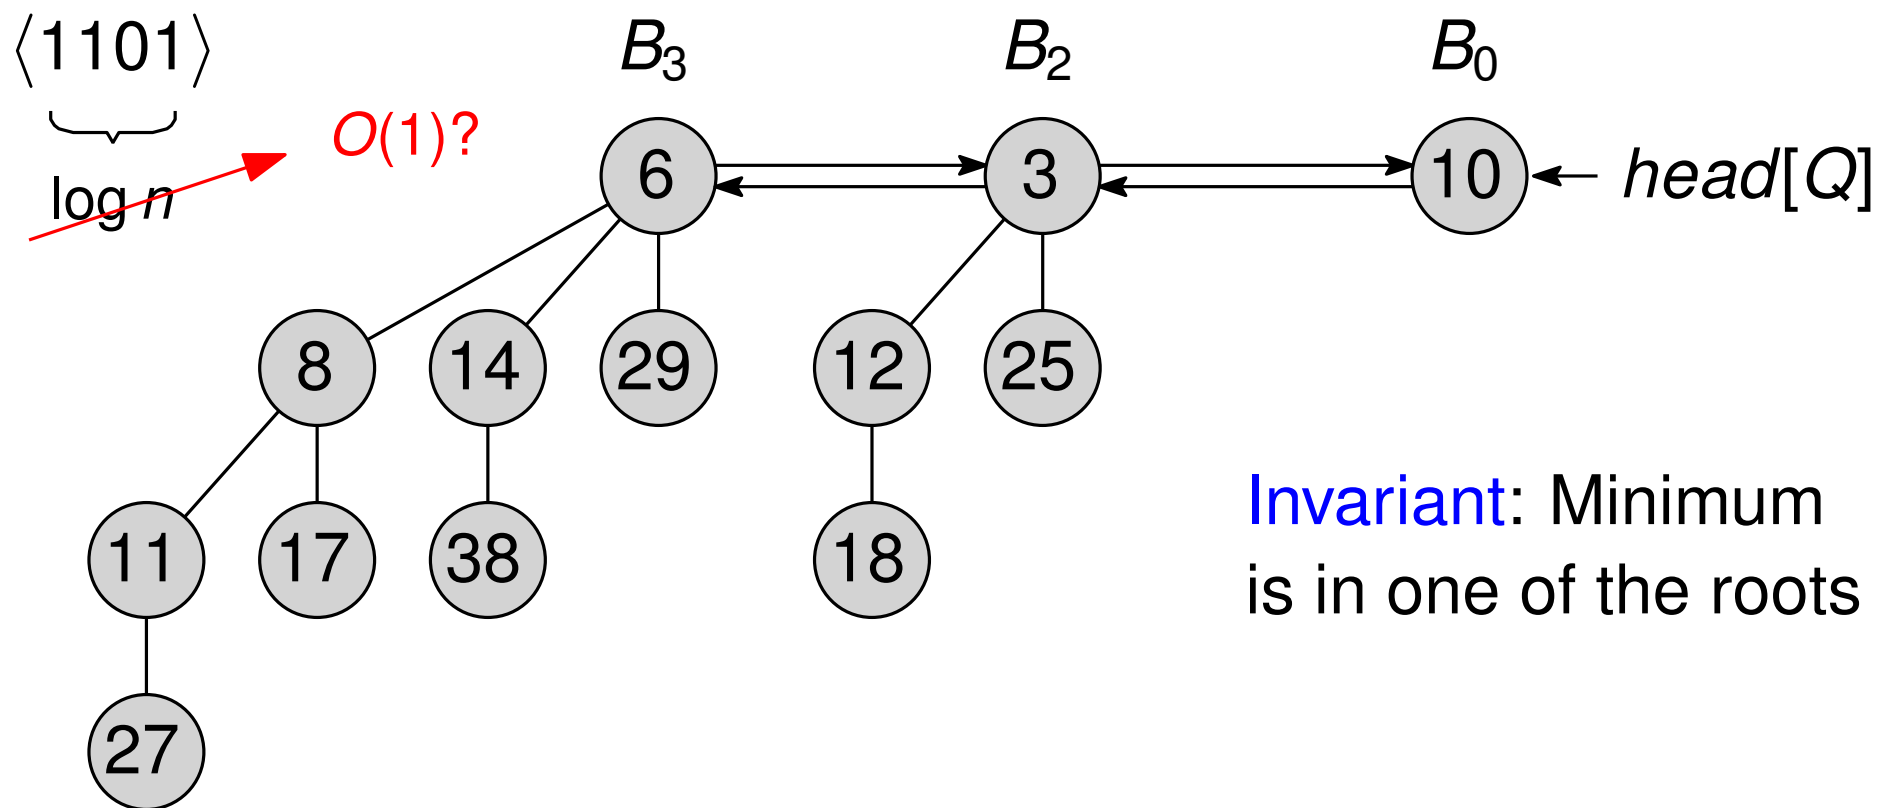 ⟨1101⟩ B₃ B₂ B₀
O(1)?
log n
6 3 10 head[Q]
8 14 29 12 25
11 17 38 18
Invariant: Minimum
is in one of the roots
27